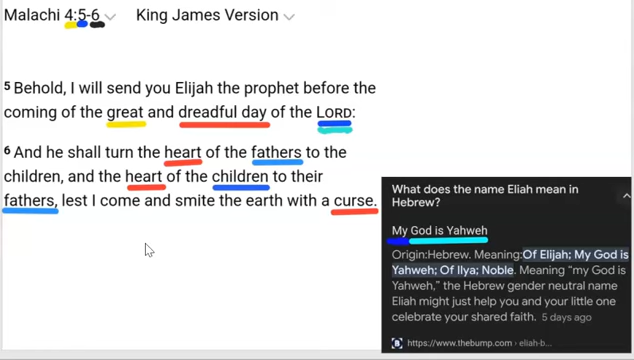 Malachi 4:5-6 King James Version
5 Behold, I will send you Elijah the prophet before the
coming of the great and dreadful day of the LORD:
6 And he shall turn the heart of the fathers to the
children, and the heart of the children to their
fathers, lest I come and smite the earth with a curse.
What does the name Eliah mean in
Hebrew?
My God is Yahweh
Origin:Hebrew. Meaning:Of Elijah; My God is
Yahweh; Of Ilya; Noble. Meaning "my God is
Yahweh," the Hebrew gender neutral name
Eliah might just help you and your little one
celebrate your shared faith. 5 days ago
https://www.thebump.com › eliah-b...